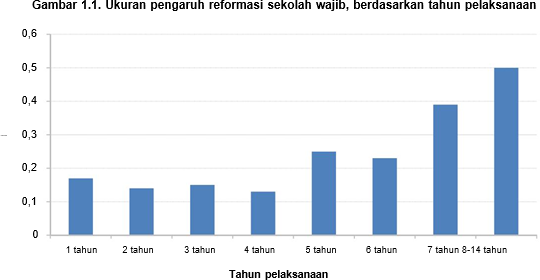 Gambar 1.1. Ukuran pengaruh reformasi sekolah wajib, berdasarkan tahun pelaksanaan
0,6
0,5
0,4
0,3
0,2
0,1
0
1 tahun 2 tahun 3 tahun 4 tahun 5 tahun 6 tahun 7 tahun 8-14 tahun
Tahun pelaksanaan